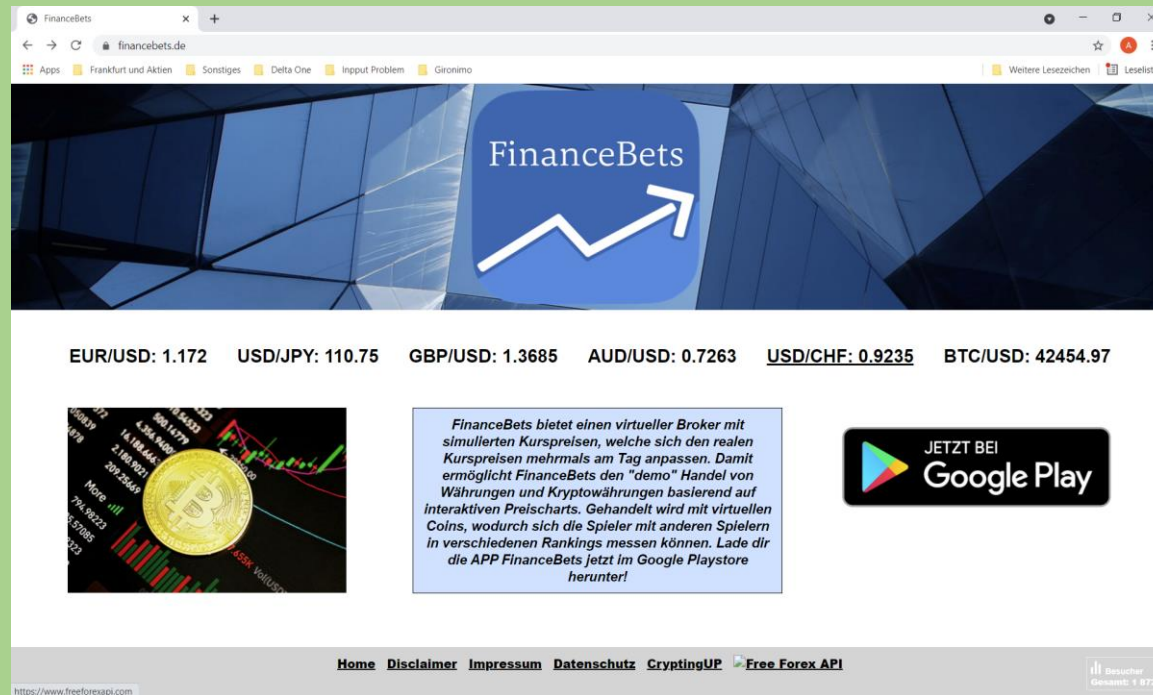 FinanceBets
financebets.de
Apps Frankfurt und Aktien Sonstiges Delta One Inpput Problem Gironimo Weitere Lesezeichen Leselist
A
FinanceBets
EUR/USD: 1.172 USD/JPY: 110.75 GBP/USD: 1.3685 AUD/USD: 0.7263 USD/CHF: 0.9235 BTC/USD: 42454.97
FinanceBets bietet einen virtueller Broker mit
simulierten Kurspreisen, welche sich den realen
Kurspreisen mehrmals am Tag anpassen. Damit
ermöglicht FinanceBets den "demo" Handel von
Währungen und Kryptowährungen basierend auf
interaktiven Preischarts. Gehandelt wird mit virtuellen
Coins, wodurch sich die Spieler mit anderen Spielern
in verschiedenen Rankings messen können. Lade dir
die APP FinanceBets jetzt im Google Playstore
herunter!
More
JETZT BEI
Google Play
Home Disclaimer Impressum Datenschutz CryptingUP Free Forex API
Besucher
Gesamt: 1 873
https://www.freeforexapi.com